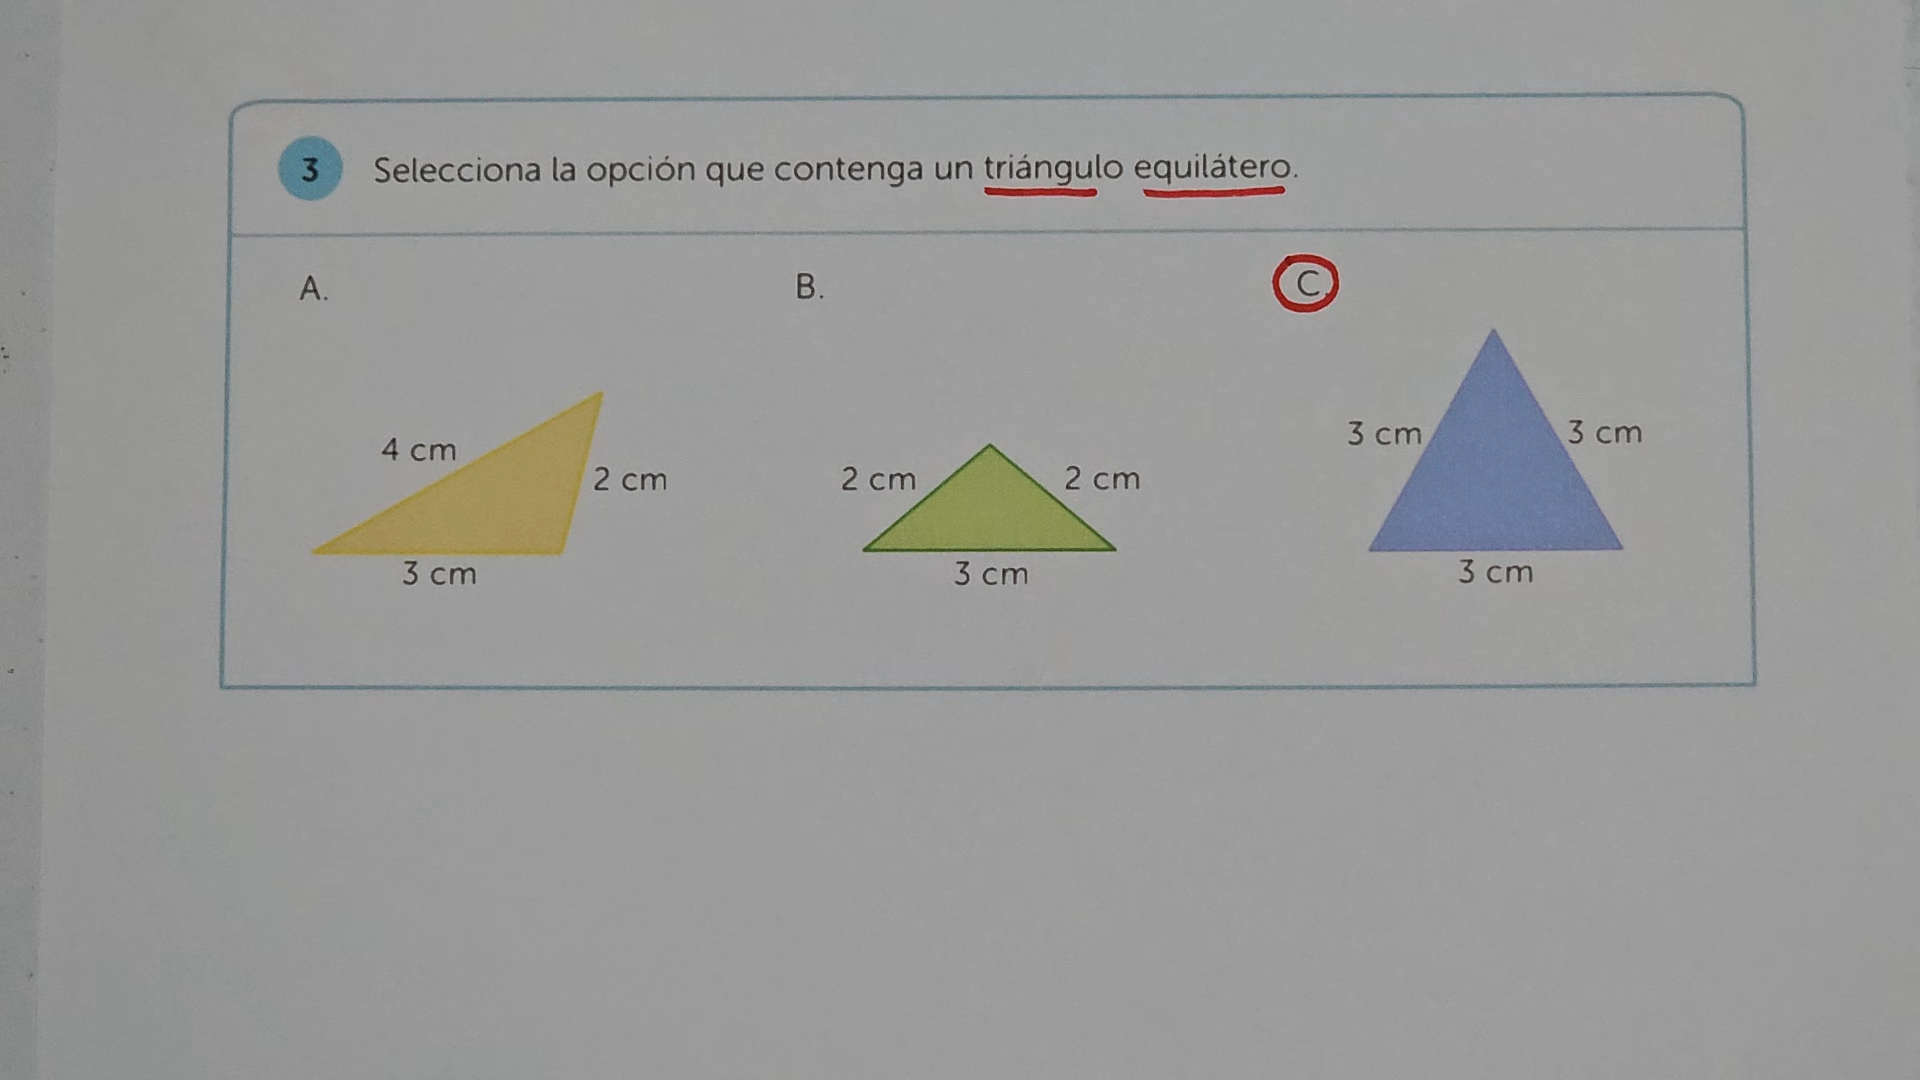 3 Selecciona la opción que contenga un triángulo equilátero.
A.
B.
C.
4 cm
2 cm
3 cm
2 cm
2 cm
3 cm
3 cm
3 cm
3 cm